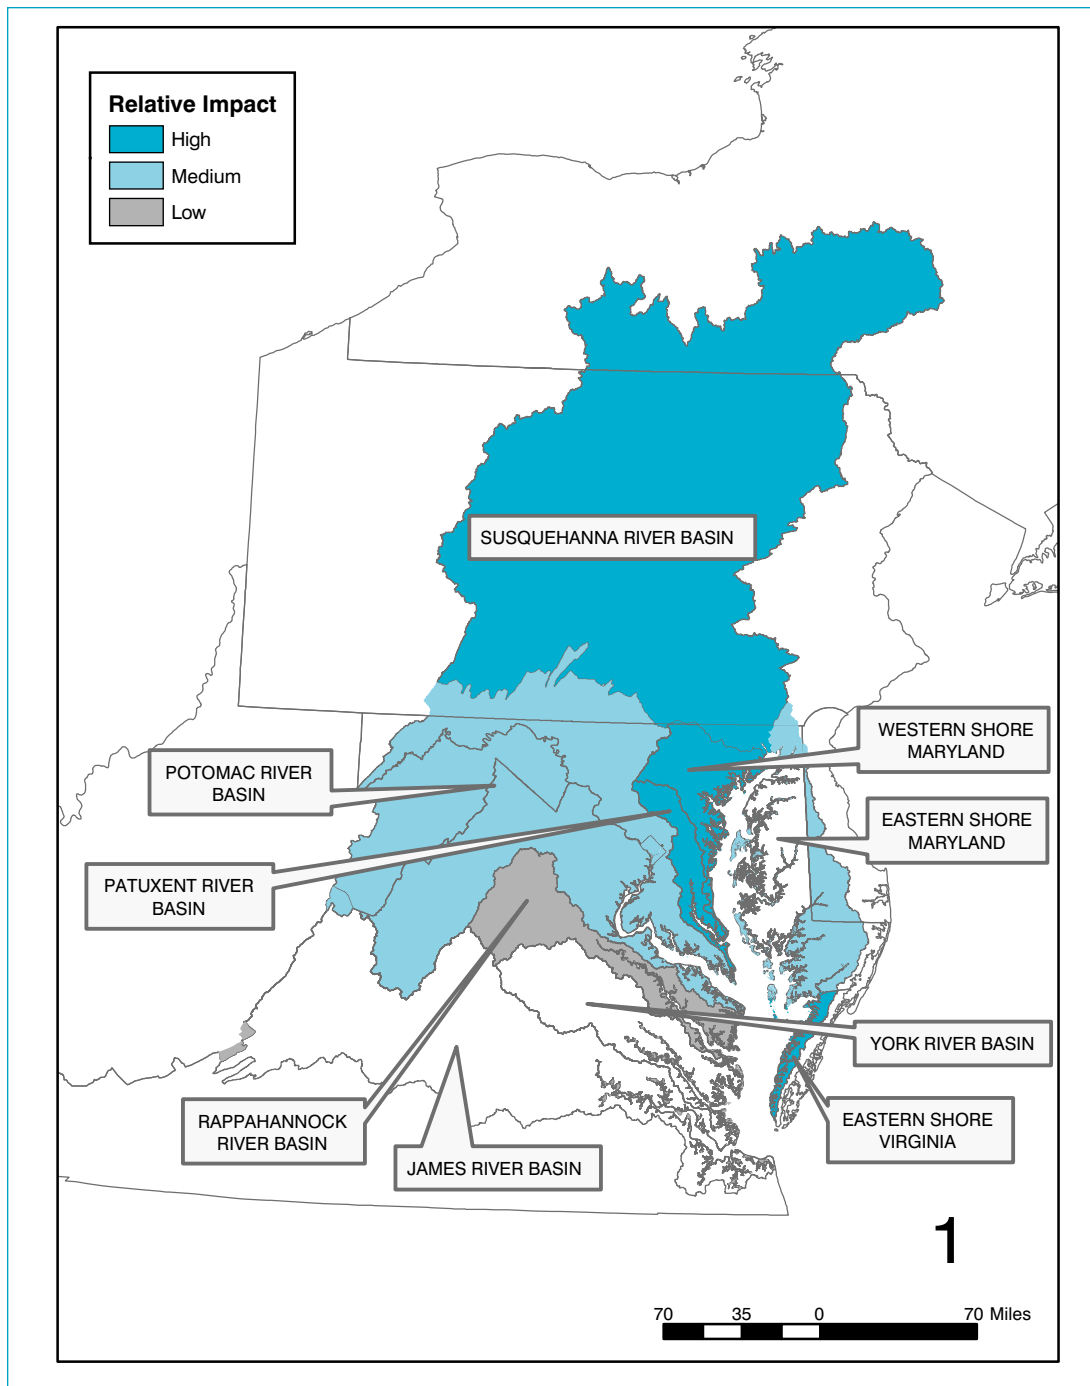 Relative Impact
High
Medium
Low
SUSQUEHANNA RIVER BASIN
WESTERN SHORE
MARYLAND
POTOMAC RIVER
BASIN
EASTERN SHORE
MARYLAND
PATUXENT RIVER
BASIN
YORK RIVER BASIN
RAPPAHANNOCK
RIVER BASIN
JAMES RIVER BASIN
EASTERN SHORE
VIRGINIA
1
70 35 0 70 Miles